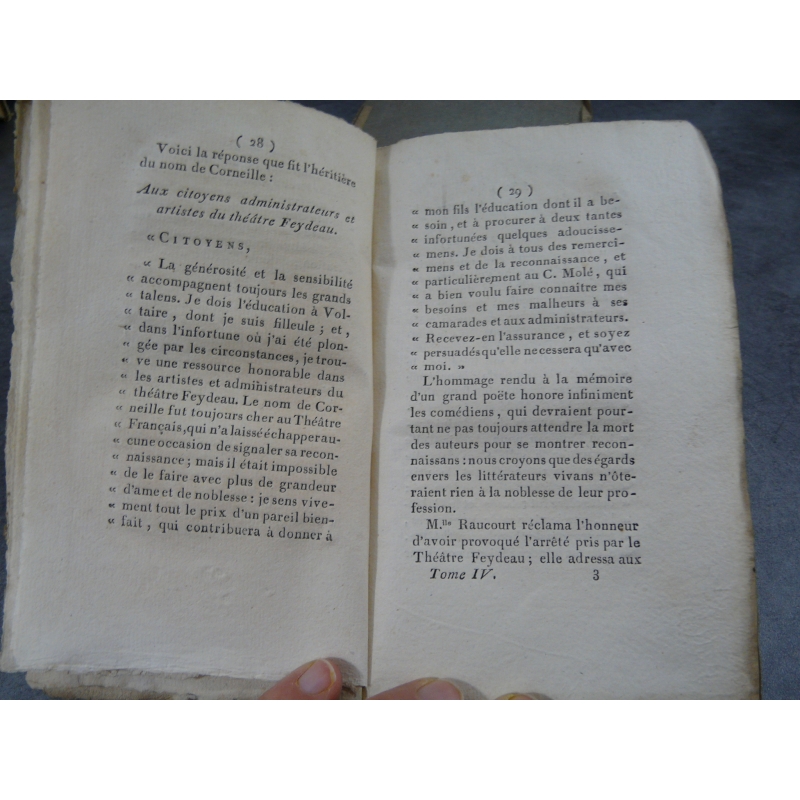 ( 28 )
Voici la réponse que fit l'héritière
du nom de Corneille :
Aux citoyens administrateurs et
artistes du théâtre Feydeau.
« CITOYENS,
« La générosité et la sensibilité
« accompagnent toujours les grands
« talens. Je dois l'éducation à Vol-
« taire, dont je suis filleule ; et,
« dans l'infortune où j'ai été plon-
« gée par les circonstances, je trou-
« ve une ressource honorable dans
« les artistes et administrateurs du
« théâtre Feydeau. Le nom de Cor-
« neille fut toujours cher au Théâtre
« Français, qui n'a laissé échapper au-
« cune occasion de signaler sa recon-
« naissance ; mais il était impossible
« de le faire avec plus de grandeur
« d'ame et de noblesse : je sens vive-
« ment tout le prix d'un pareil bien-
« fait, qui contribuera à donner à
( 29 )
« mon fils l'éducation dont il a be-
« soin, et à procurer à deux tantes
« infortunées quelques adoucisse-
« mens. Je dois à tous des remerci-
« mens et de la reconnaissance, et
« particulièrement au C. Molé, qui
« a bien voulu faire connaître mes
« besoins et mes malheurs à ses
« camarades et aux administrateurs.
« Recevez-en l'assurance, et soyez
« persuadés qu'elle ne cessera qu'avec
« moi. »
L'hommage rendu à la mémoire
d'un grand poëte honore infiniment
les comédiens, qui devraient pour-
tant ne pas toujours attendre la mort
des auteurs pour se montrer recon-
naissans : nous croyons que des égards
envers les littérateurs vivans n'ôte-
raient rien à la noblesse de leur pro-
fession.
M.lle Raucourt réclama l'honneur
d'avoir provoqué l'arrêté pris par le
Théâtre Feydeau ; elle adressa aux
Tome IV. 3